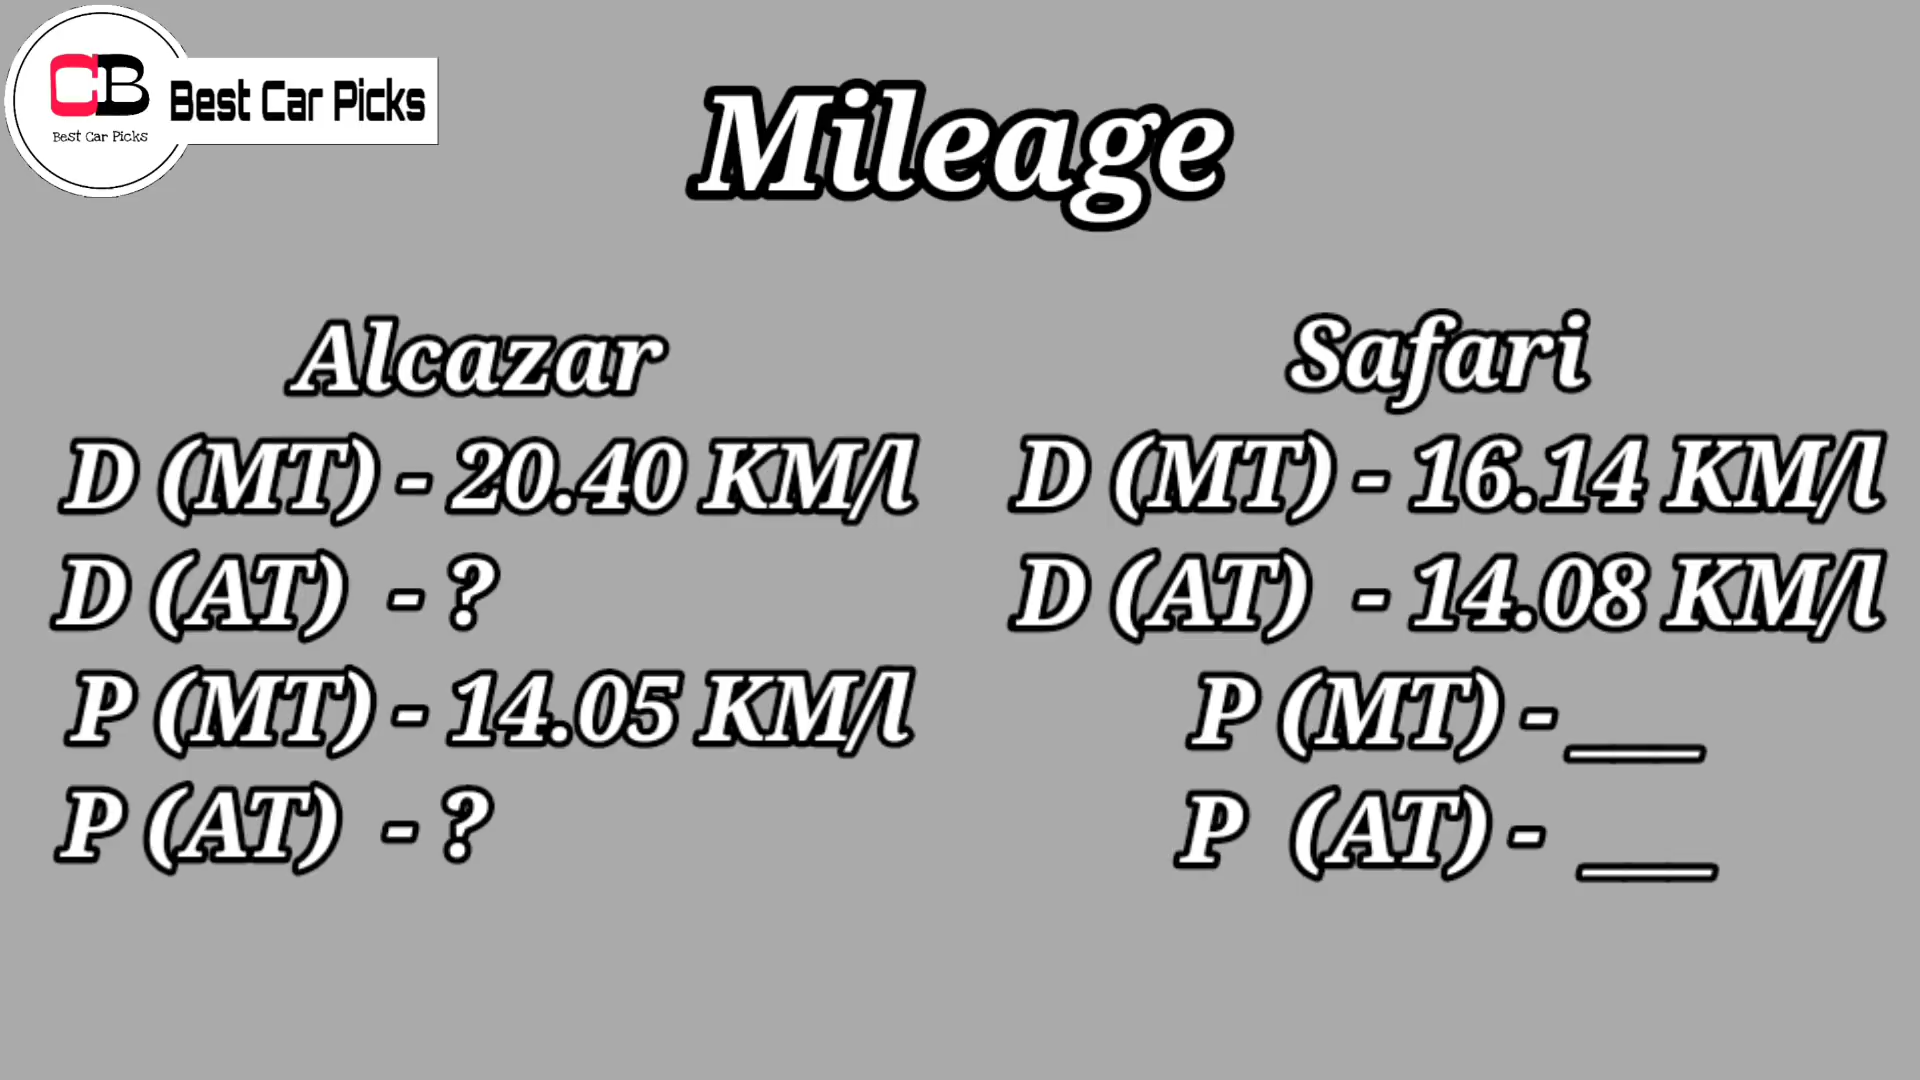 CB
Best Car Picks
Best Car Picks
Mileage
Alcazar
D (MT) - 20.40 KM/l
D (AT) - ?
P (MT) - 14.05 KM/l
P (AT) - ?
Safari
D (MT) - 16.14 KM/l
D (AT) - 14.08 KM/l
P (MT) - ___
P (AT) - ___